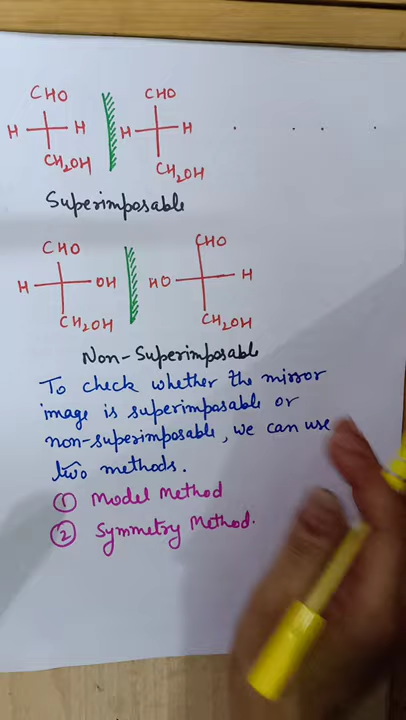 CHO CHO
H H H H
CH₂OH CH₂OH
Superimposable
CHO CHO
H OH HO H
CH₂OH CH₂OH
Non-Superimposable
To check whether the mirror
image is superimposable or
non-superimposable, we can use
two methods.
① Model Method
② Symmetry Method.